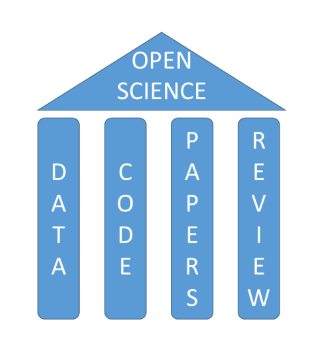 OPEN
SCIENCE
DATA
CODE
PAPERS
REVIEW